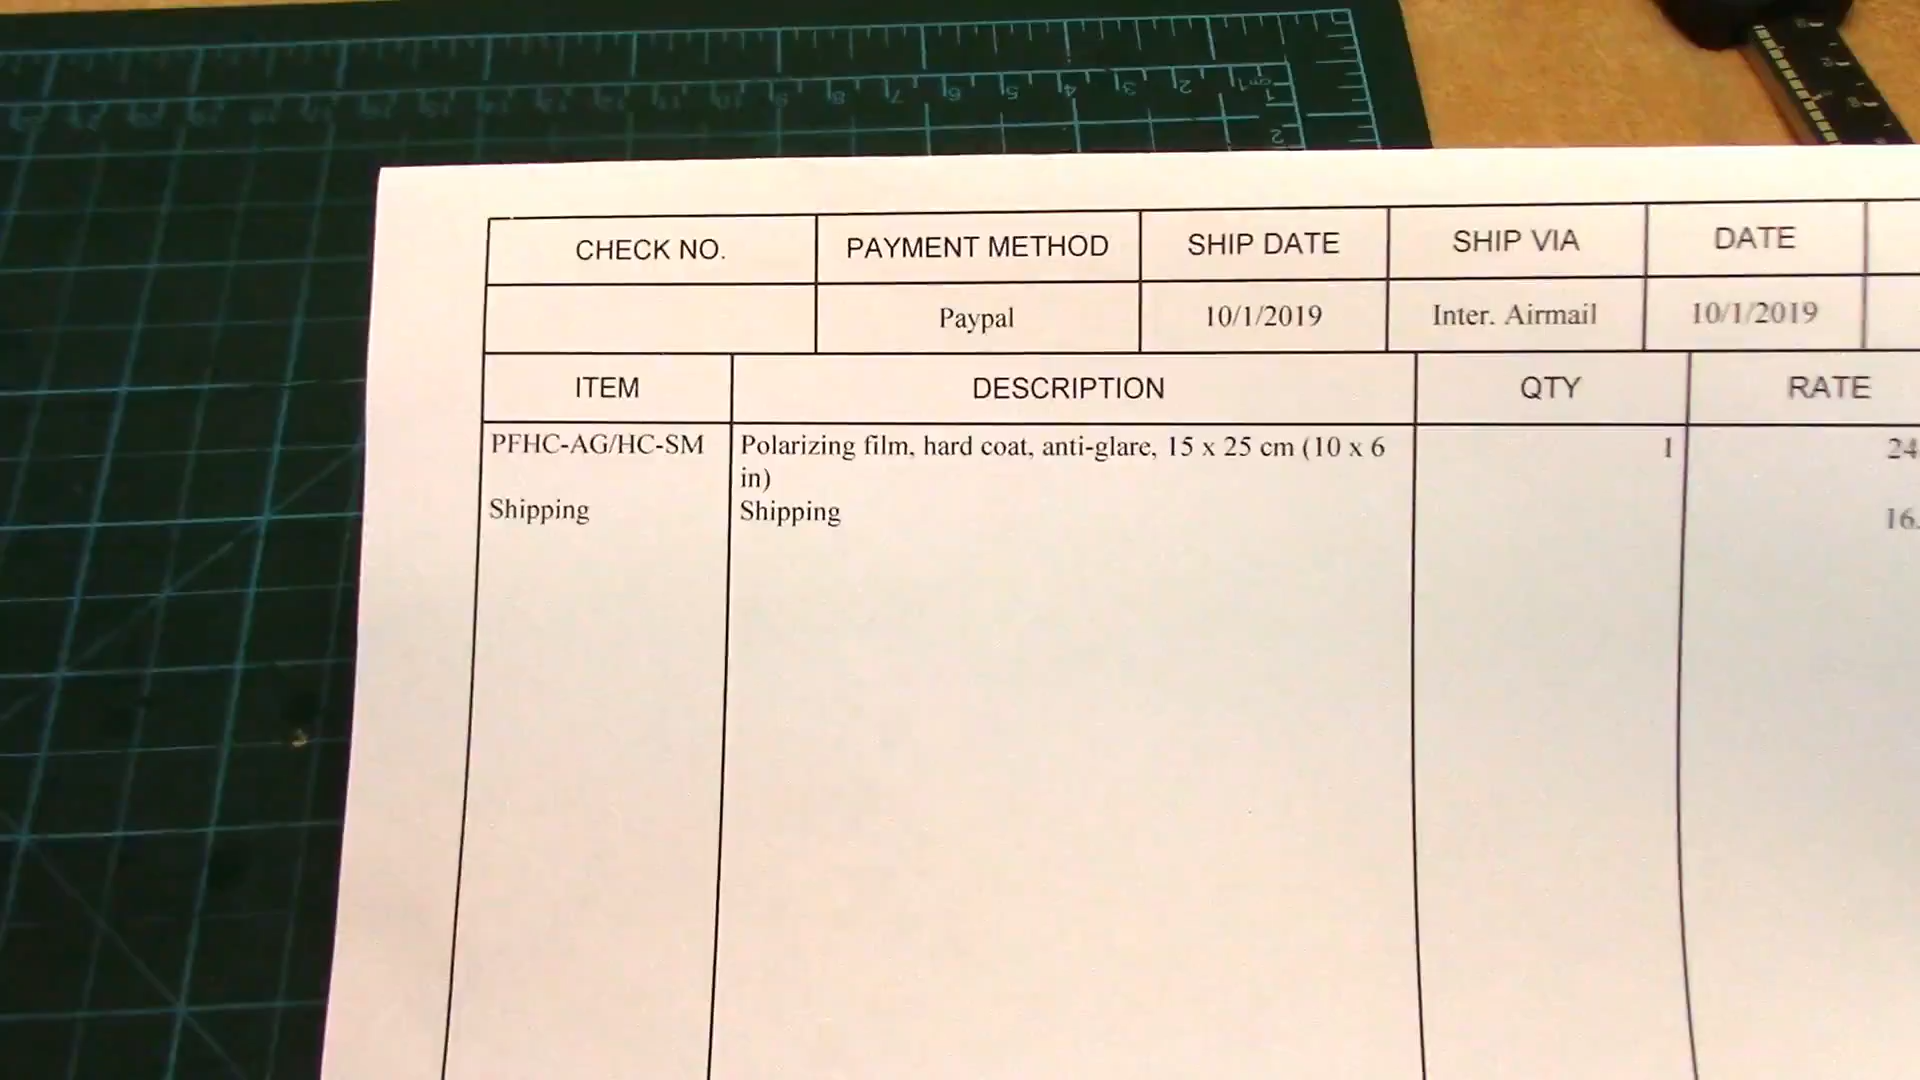 CHECK NO. PAYMENT METHOD SHIP DATE SHIP VIA DATE
Paypal 10/1/2019 Inter. Airmail 10/1/2019
ITEM DESCRIPTION QTY RATE
PFHC-AG/HC-SM Polarizing film, hard coat, anti-glare, 15 x 25 cm (10 x 6 1 24
in)
Shipping Shipping 16.